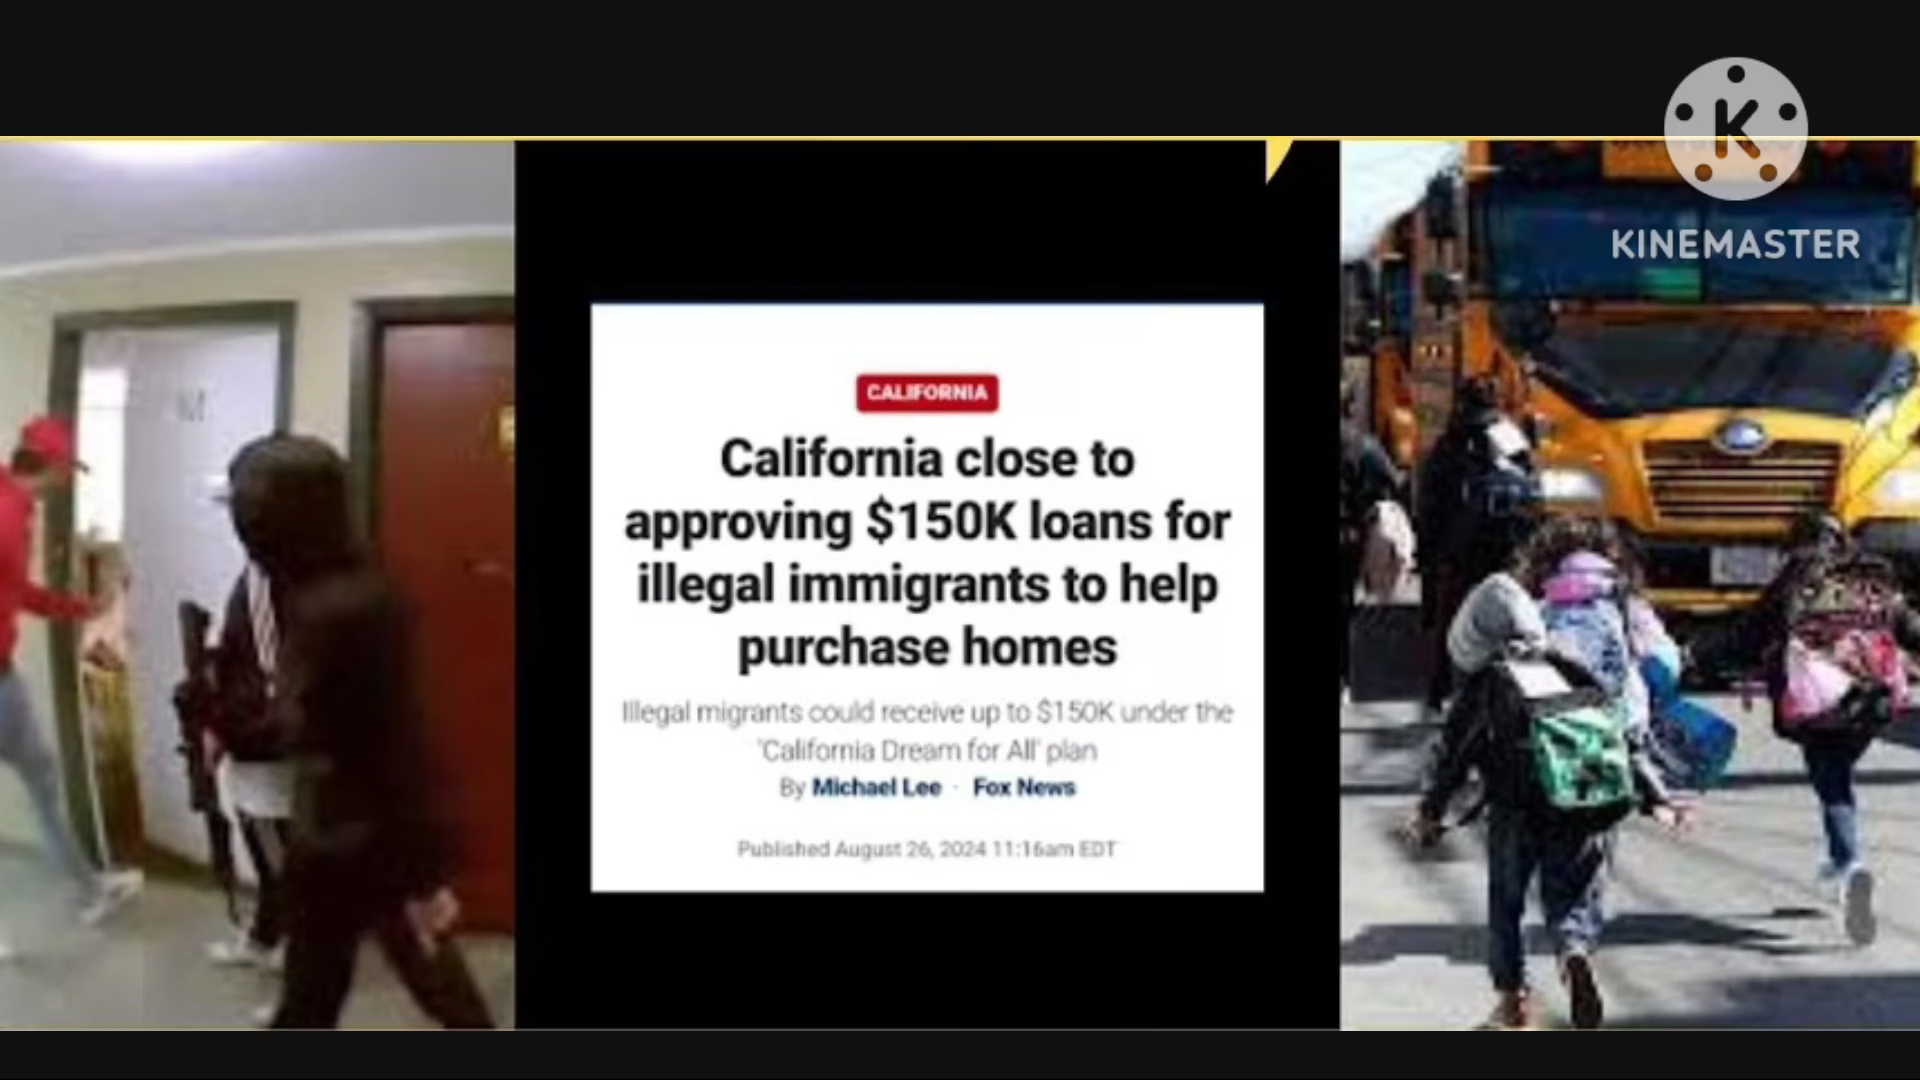 K
KINEMASTER
CALIFORNIA
California close to
approving $150K loans for
illegal immigrants to help
purchase homes
Illegal migrants could receive up to $150K under the
'California Dream for All' plan
By Michael Lee · Fox News
Published August 26, 2024 11:16am EDT